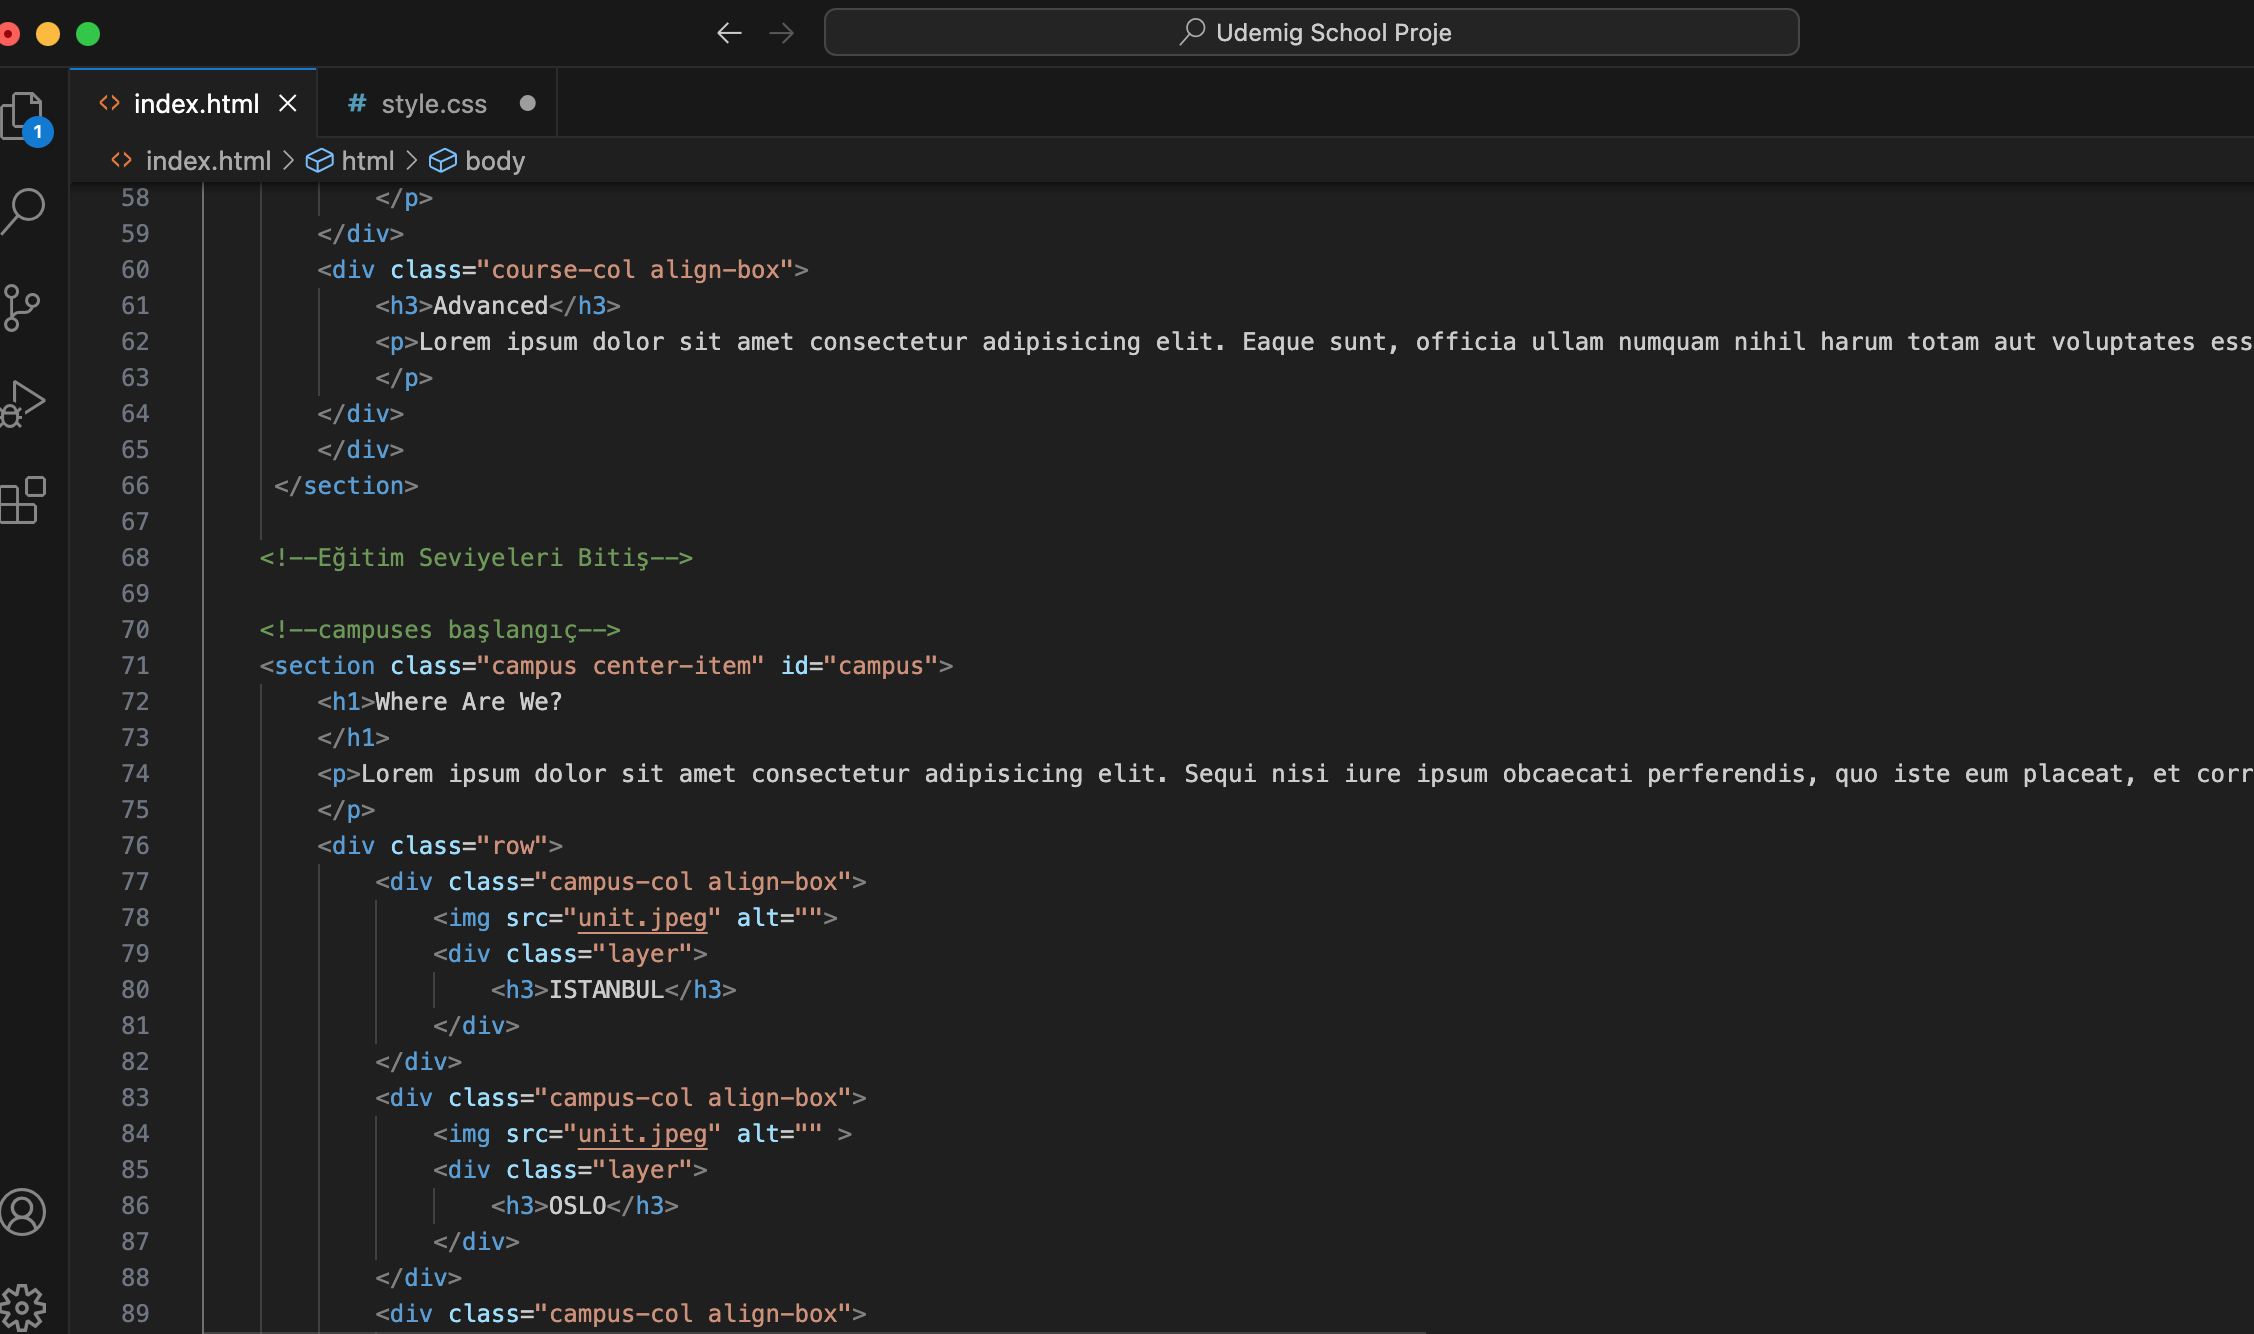 Udemig School Proje
index.html
style.css
1
index.html > html > body
58 </p>
59 </div>
60 <div class="course-col align-box">
61 <h3>Advanced</h3>
62 <p>Lorem ipsum dolor sit amet consectetur adipisicing elit. Eaque sunt, officia ullam numquam nihil harum totam aut voluptates ess
63 </p>
64 </div>
65 </div>
66 </section>
67
68 <!--Eğitim Seviyeleri Bitiş-->
69
70 <!--campuses başlangıç-->
71 <section class="campus center-item" id="campus">
72 <h1>Where Are We?
73 </h1>
74 <p>Lorem ipsum dolor sit amet consectetur adipisicing elit. Sequi nisi iure ipsum obcaecati perferendis, quo iste eum placeat, et corr
75 </p>
76 <div class="row">
77 <div class="campus-col align-box">
78 <img src="unit.jpeg" alt="">
79 <div class="layer">
80 <h3>ISTANBUL</h3>
81 </div>
82 </div>
83 <div class="campus-col align-box">
84 <img src="unit.jpeg" alt="" >
85 <div class="layer">
86 <h3>OSLO</h3>
87 </div>
88 </div>
89 <div class="campus-col align-box">